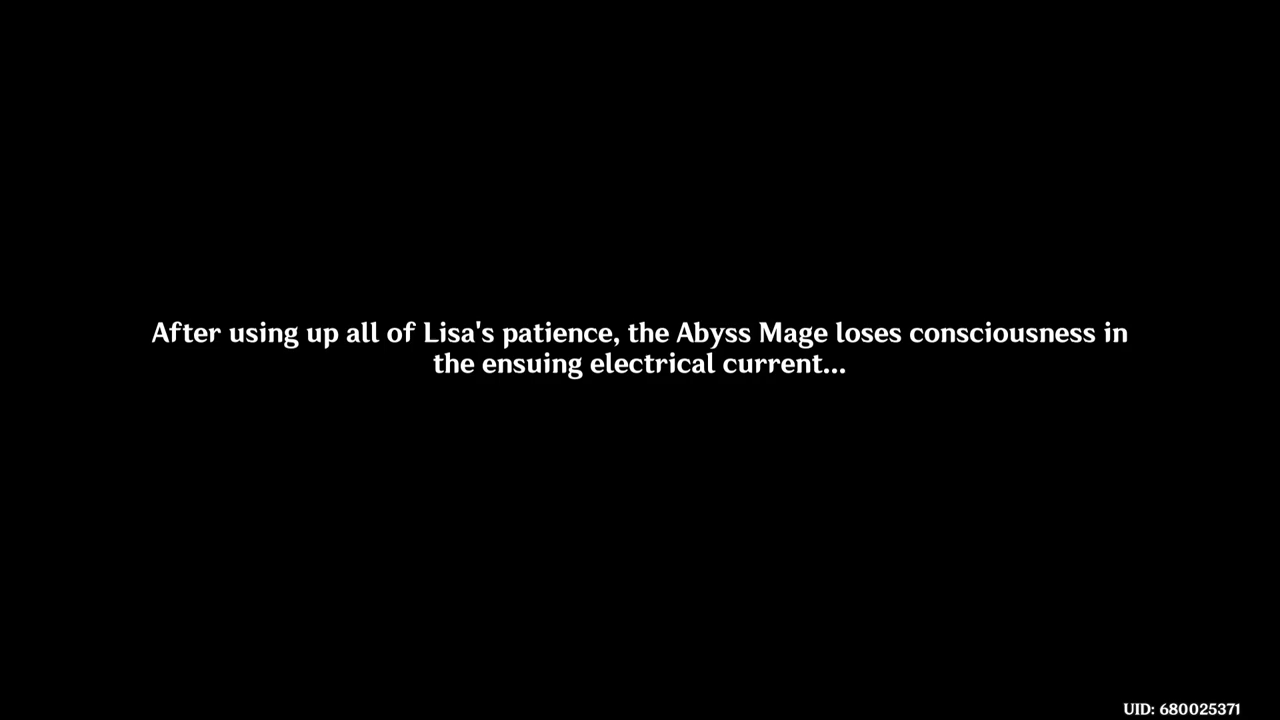 After using up all of Lisa's patience, the Abyss Mage loses consciousness in
the ensuing electrical current...
UID: 680025371